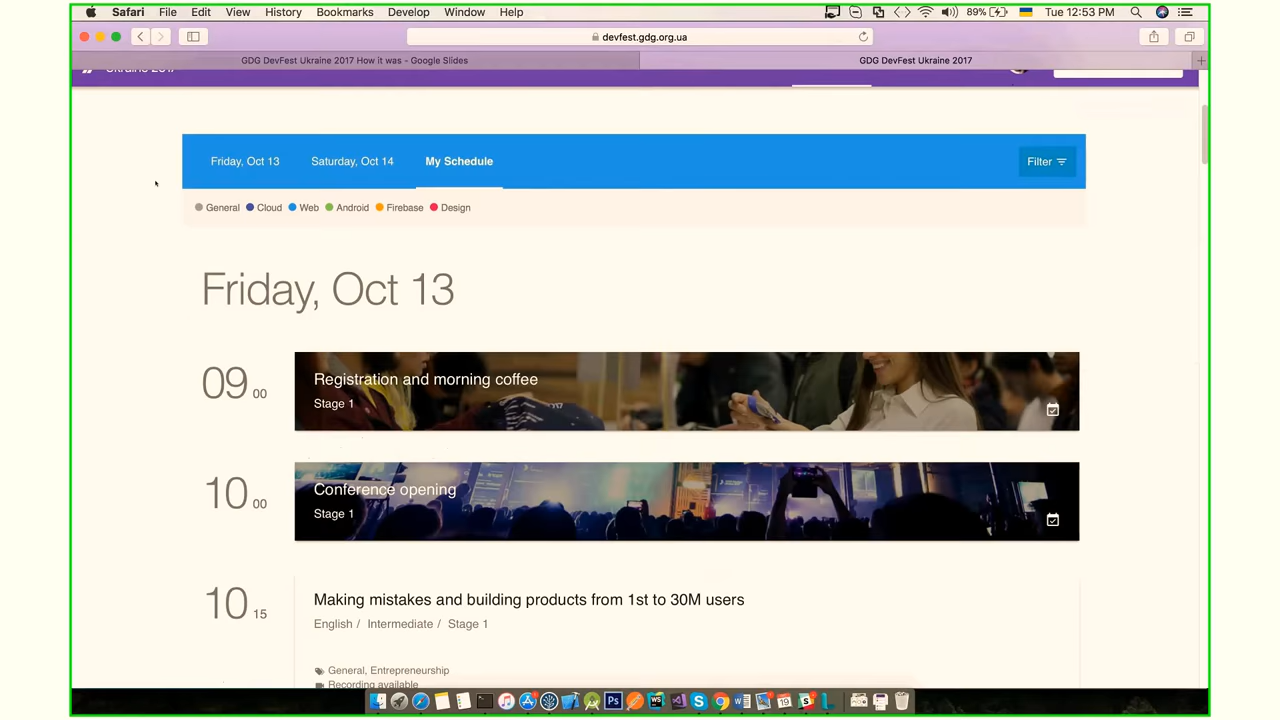 Safari File Edit View History Bookmarks Develop Window Help 89% Tue 12:53 PM
devfest.gdg.org.ua
GDG DevFest Ukraine 2017 How it was - Google Slides GDG DevFest Ukraine 2017
Friday, Oct 13 Saturday, Oct 14 My Schedule Filter
General Cloud Web Android Firebase Design
Friday, Oct 13
09 00
Registration and morning coffee
Stage 1
10 00
Conference opening
Stage 1
10 15
Making mistakes and building products from 1st to 30M users
English / Intermediate / Stage 1
General, Entrepreneurship
Recording available